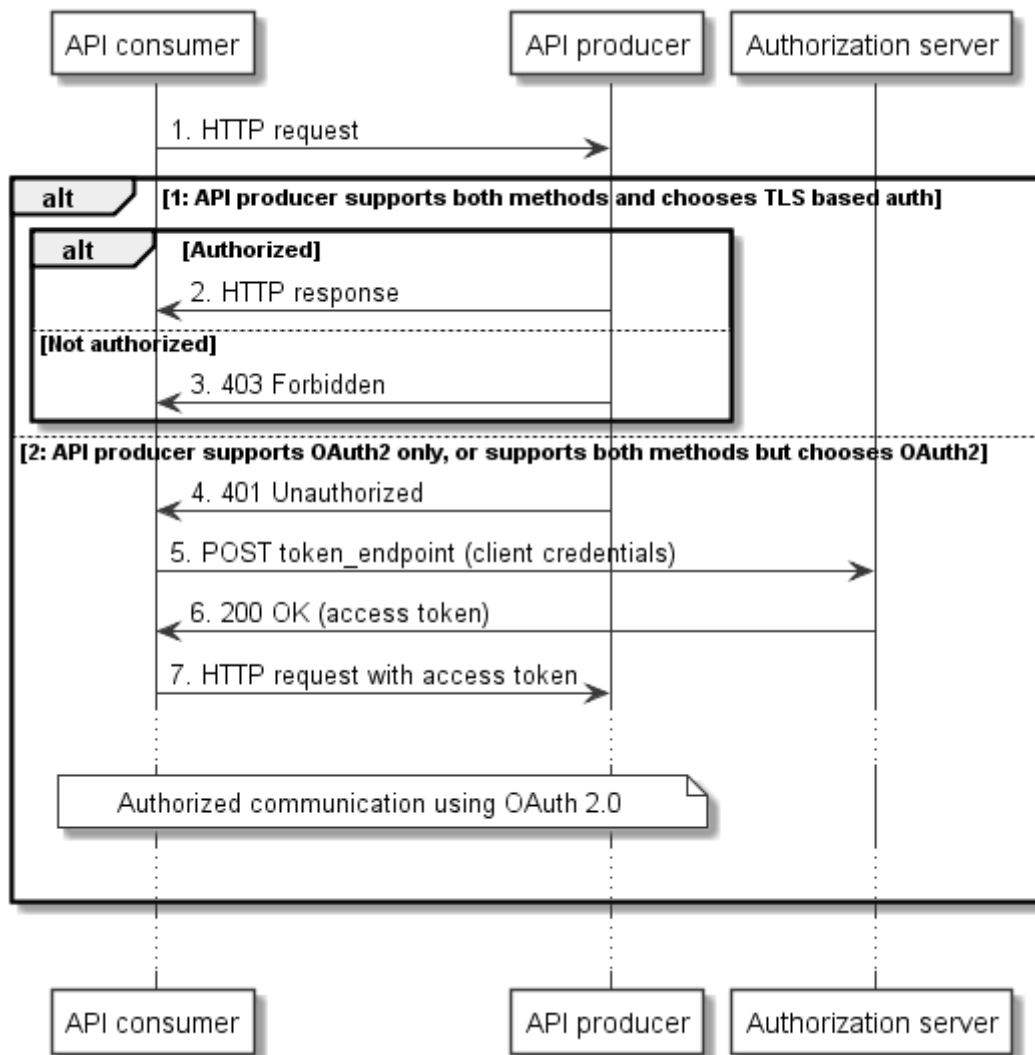 API consumer
API producer
Authorization server
1. HTTP request
alt
[1: API producer supports both methods and chooses TLS based auth]
alt
[Authorized]
2. HTTP response
[Not authorized]
3. 403 Forbidden
[2: API producer supports OAuth2 only, or supports both methods but chooses OAuth2]
4. 401 Unauthorized
5. POST token_endpoint (client credentials)
6. 200 OK (access token)
7. HTTP request with access token
Authorized communication using OAuth 2.0
API consumer
API producer
Authorization server